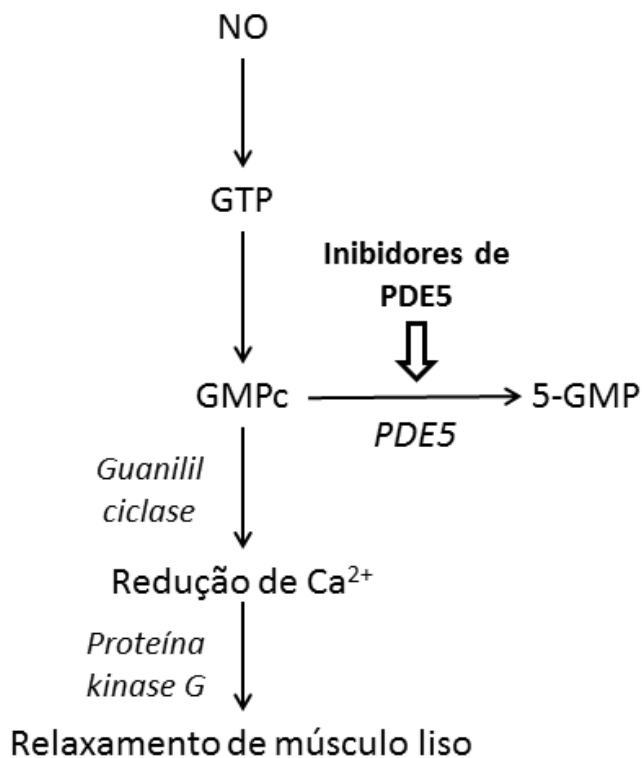 NO
GTP
Inibidores de
PDE5
GMPc
5-GMP
PDE5
Guanilil
ciclase
Redução de Ca²⁺
Proteína
kinase G
Relaxamento de músculo liso